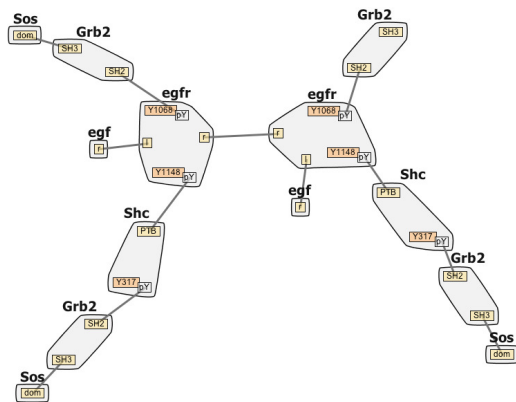 Sos
dom
Grb2
SH3
SH2
egfr
Y1068
pY
egf
r
l
r
Y1148
pY
Shc
PTB
Y317
pY
Grb2
SH2
SH3
Sos
dom
Grb2
SH3
SH2
egfr
Y1068
pY
r
l
Y1148
pY
egf
r
Shc
PTB
Y317
pY
Grb2
SH2
SH3
Sos
dom